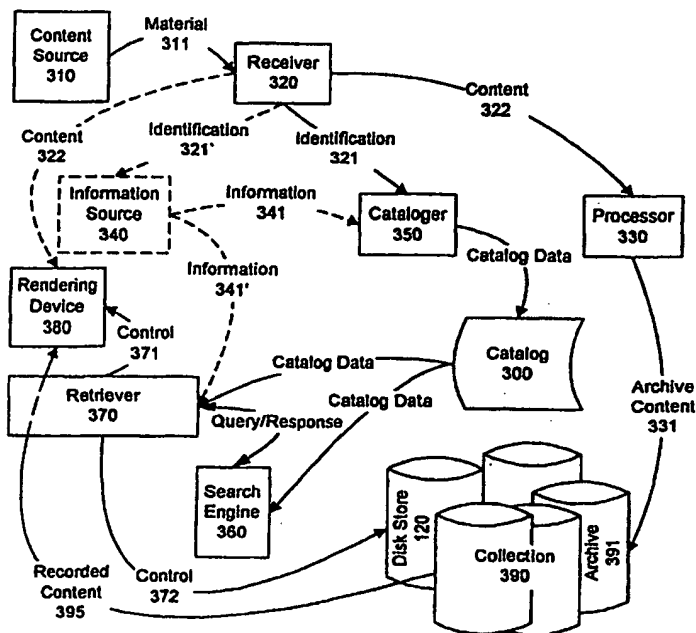 Content
Source
310
Material
311
Receiver
320
Content
322
Content
322
Identification
321'
Identification
321
Information
Source
340
Information
341
Cataloger
350
Processor
330
Information
341'
Catalog Data
Rendering
Device
380
Control
371
Catalog Data
Catalog
300
Retriever
370
Catalog Data
Query/Response
Archive
Content
331
Search
Engine
360
Disk Store
120
Collection
390
Archive
391
Recorded
Content
395
Control
372